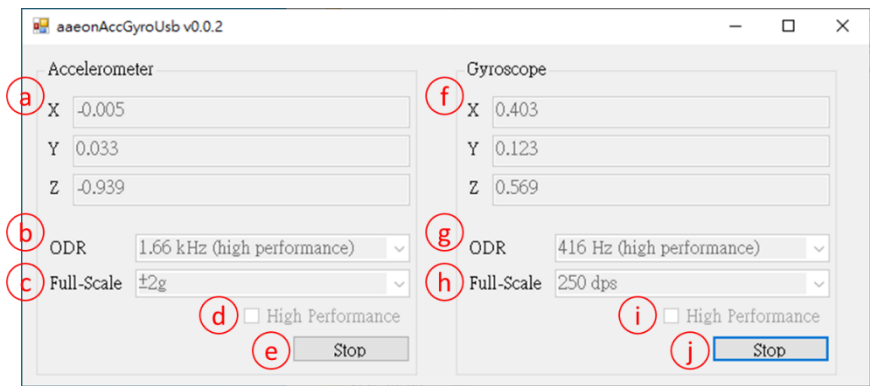 aaeonAccGyroUsb v0.0.2
Accelerometer
a
X -0.005
Y 0.033
Z -0.939
b
ODR 1.66 kHz (high performance)
c Full-Scale ±2g
d High Performance
e Stop
Gyroscope
f
X 0.403
Y 0.123
Z 0.569
g
ODR 416 Hz (high performance)
h Full-Scale 250 dps
i High Performance
j Stop